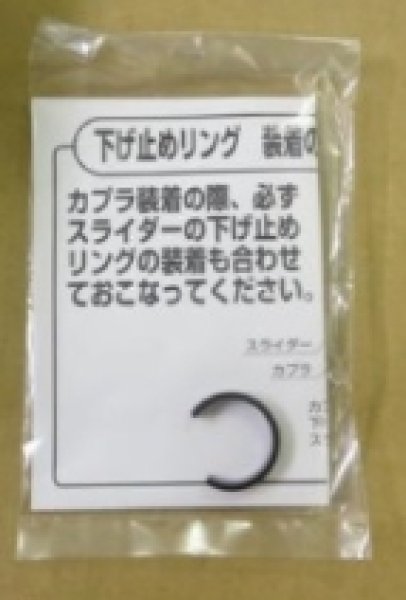 下げ止めリング 装着の
カプラ装着の際、必ず
スライダーの下げ止め
リングの装着も合わせ
ておこなってください。
スライダー
カプラ
カ
下
ス